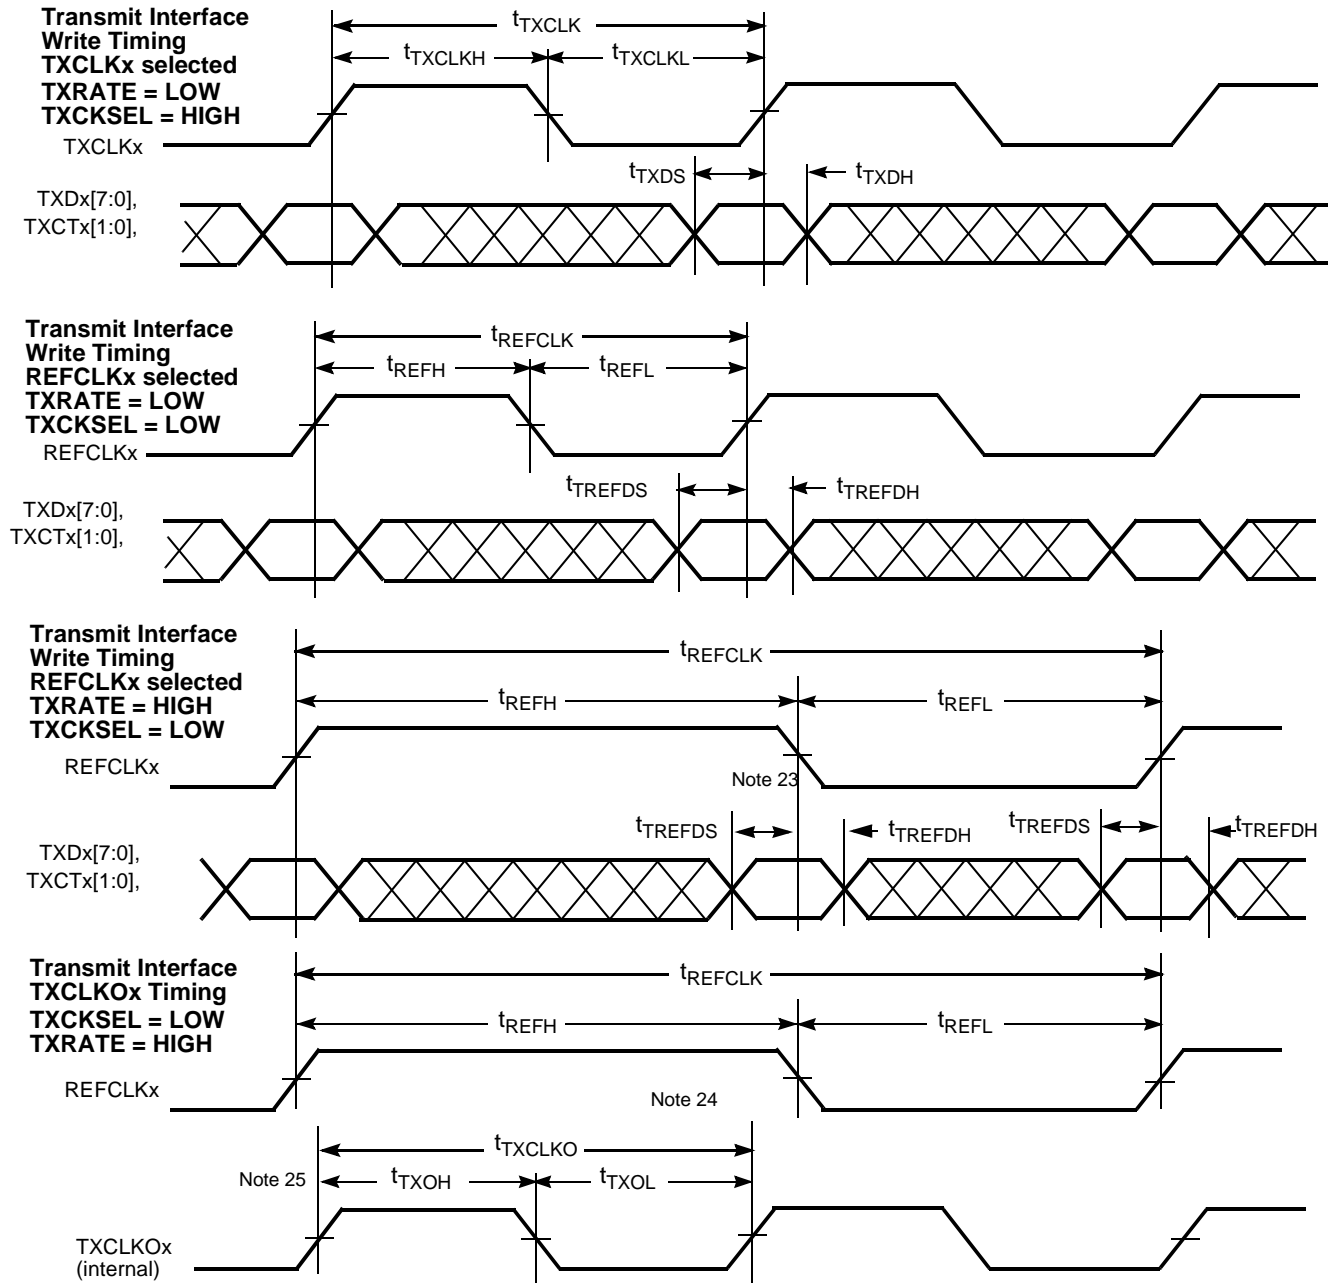 Transmit Interface
Write Timing
TXCLKx selected
TXRATE = LOW
TXCKSEL = HIGH
tTXCLK
tTXCLKH
tTXCLKL
TXCLKx
tTXDS
tTXDH
TXDx[7:0],
TXCTx[1:0],
Transmit Interface
Write Timing
REFCLKx selected
TXRATE = LOW
TXCKSEL = LOW
tREFCLK
tREFH
tREFL
REFCLKx
tTREFDS
tTREFDH
TXDx[7:0],
TXCTx[1:0],
Transmit Interface
Write Timing
REFCLKx selected
TXRATE = HIGH
TXCKSEL = LOW
tREFCLK
tREFH
tREFL
REFCLKx
Note 23
tTREFDS
tTREFDH
tTREFDS
tTREFDH
TXDx[7:0],
TXCTx[1:0],
Transmit Interface
TXCLKOx Timing
TXCKSEL = LOW
TXRATE = HIGH
tREFCLK
tREFH
tREFL
REFCLKx
Note 24
tTXCLKO
Note 25
tTXOH
tTXOL
TXCLKOx
(internal)